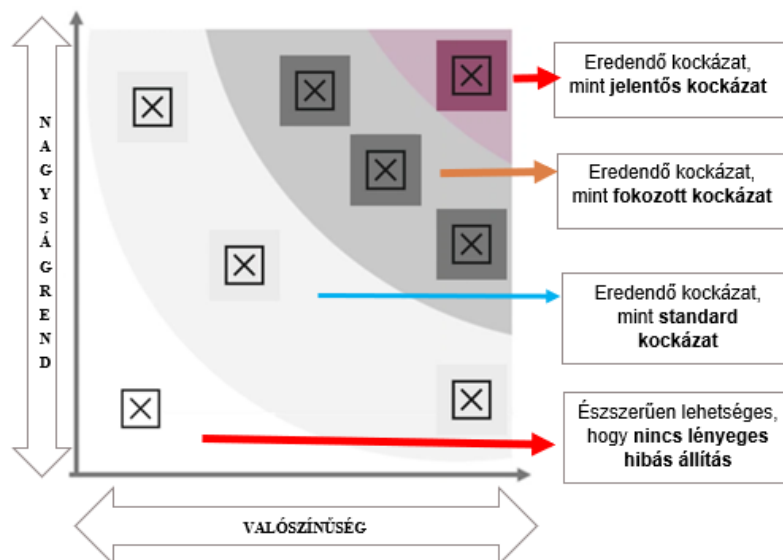 NAGYSÁGREND
Eredendő kockázat,
mint jelentős kockázat
Eredendő kockázat,
mint fokozott kockázat
Eredendő kockázat,
mint standard
kockázat
Észszerűen lehetséges,
hogy nincs lényeges
hibás állítás
VALÓSZÍNŰSÉG